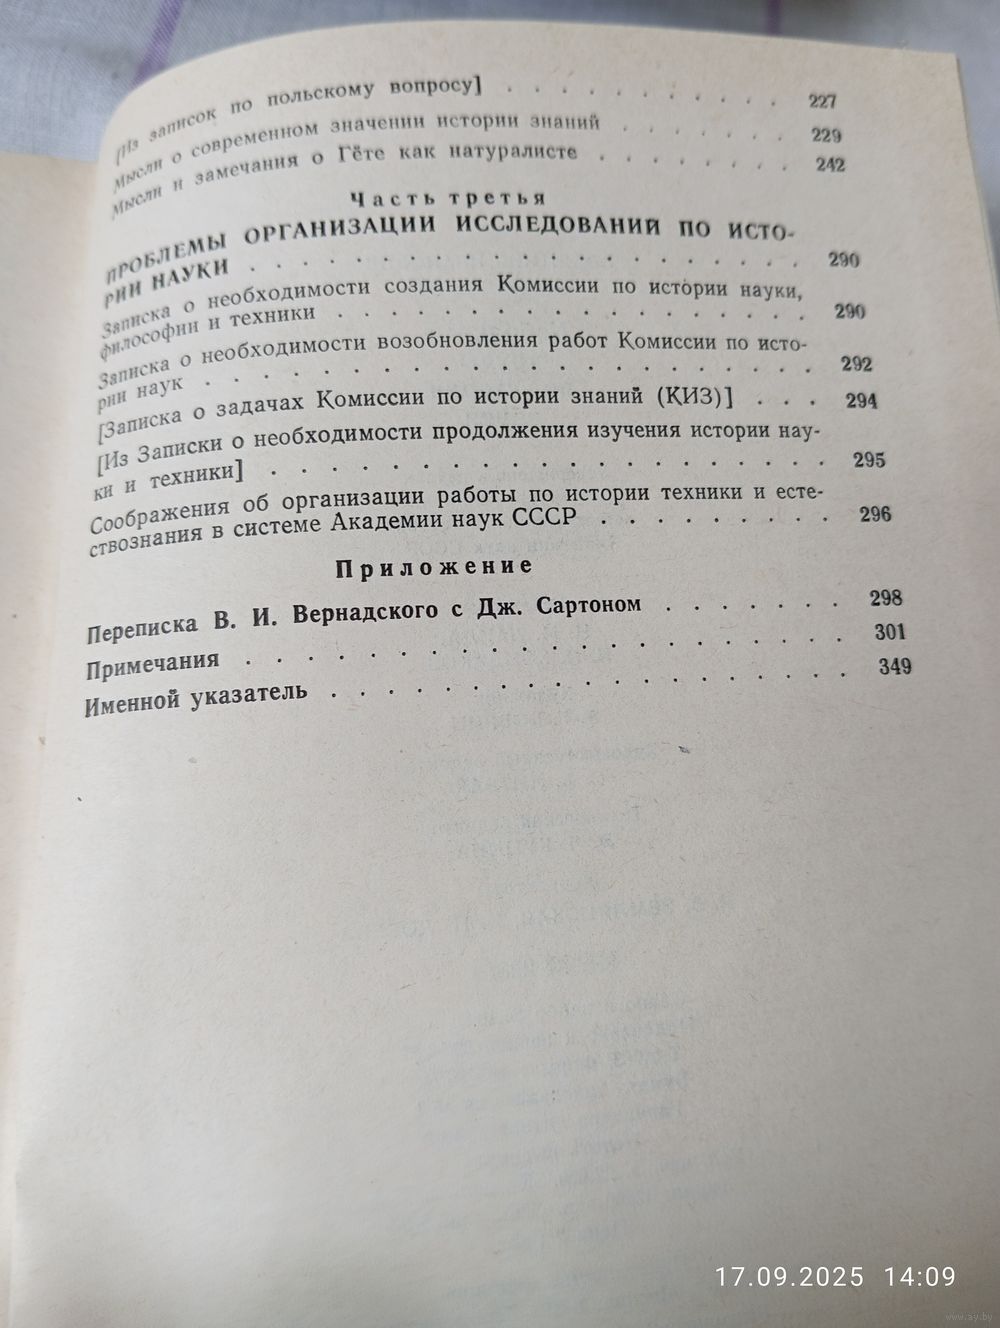 [Из записок по польскому вопросу] . . . . . . . . . . 227
Мысли о современном значении истории знаний . . . . . . 229
Мысли и замечания о Гёте как натуралисте . . . . . . . 242
Часть третья
ПРОБЛЕМЫ ОРГАНИЗАЦИИ ИССЛЕДОВАНИЙ ПО ИСТО-
РИИ НАУКИ . . . . . . . . . . . . . . . . . . 290
Записка о необходимости создания Комиссии по истории науки,
философии и техники . . . . . . . . . . . . . . . . 290
Записка о необходимости возобновления работ Комиссии по исто-
рии наук . . . . . . . . . . . . . . . . . . . . 292
[Записка о задачах Комиссии по истории знаний (КИЗ)] . . . 294
[Из Записки о необходимости продолжения изучения истории нау-
ки и техники] . . . . . . . . . . . . . . . . . . 295
Соображения об организации работы по истории техники и есте-
ствознания в системе Академии наук СССР . . . . . . . . 296
Приложение
Переписка В. И. Вернадского с Дж. Сартоном . . . . . . . 298
Примечания . . . . . . . . . . . . . . . . . . . . 301
Именной указатель . . . . . . . . . . . . . . . . . 349
17.09.2025 14:09
www.ay.by